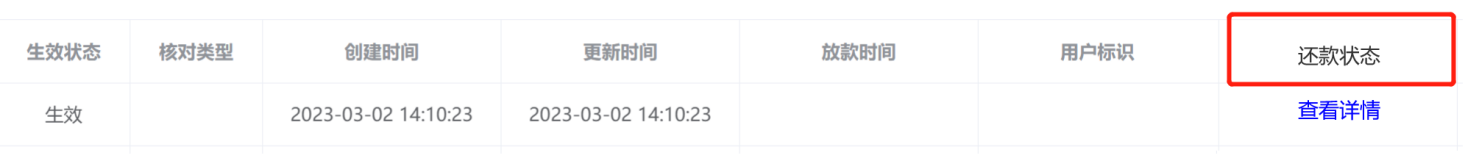 生效状态 核对类型 创建时间 更新时间 放款时间 用户标识 还款状态
生效 2023-03-02 14:10:23 2023-03-02 14:10:23 查看详情